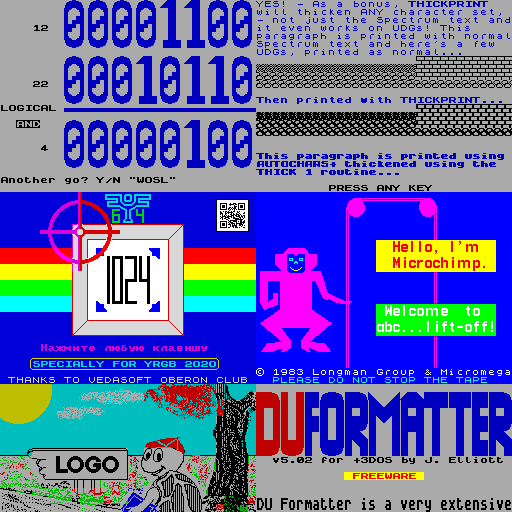 12 00001100
22 00010110
LOGICAL
AND
4 00000100
Another go? Y/N "WOSL"
YES! - As a bonus, THICKPRINT
will thicken ANY character set,
- not just the Spectrum text and
it even works on UDGs! This
paragraph is printed with normal
Spectrum text and here's a few
UDGs, printed as normal...
Then printed with THICKPRINT...
This paragraph is printed using
AUTOCHARS+ thickened using the
THICK 1 routine...
PRESS ANY KEY
64
1024
Нажмите любую клавишу
SPECIALLY FOR YRGB 2020
THANKS TO VEDASOFT OBERON CLUB
Hello, I'm
Microchimp.
Welcome to
abc...lift-off!
© 1983 Longman Group & Micromega
PLEASE DO NOT STOP THE TAPE
LOGO
DUFORMATTER
v5.02 for +3DOS by J. Elliott
FREEWARE
DU Formatter is a very extensive